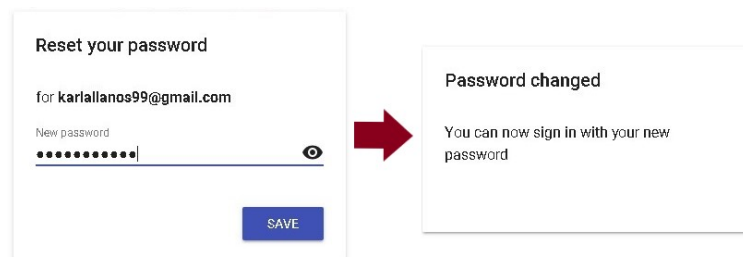 Reset your password
for karlallanos99@gmail.com
New password
•••••••••••
SAVE
Password changed
You can now sign in with your new
password